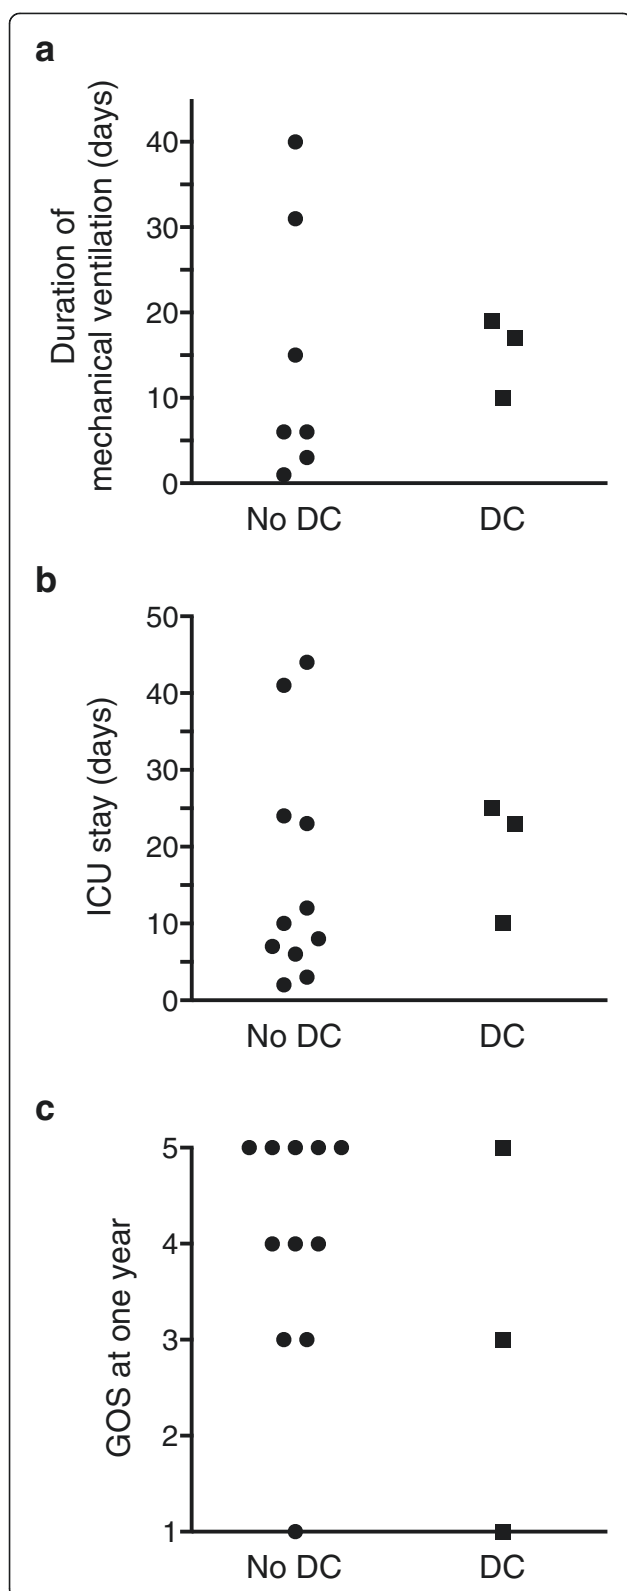 a
Duration of
mechanical ventilation (days)
40
30
20
10
0
No DC
DC
b
ICU stay (days)
50
40
30
20
10
0
No DC
DC
c
GOS at one year
5
4
3
2
1
No DC
DC